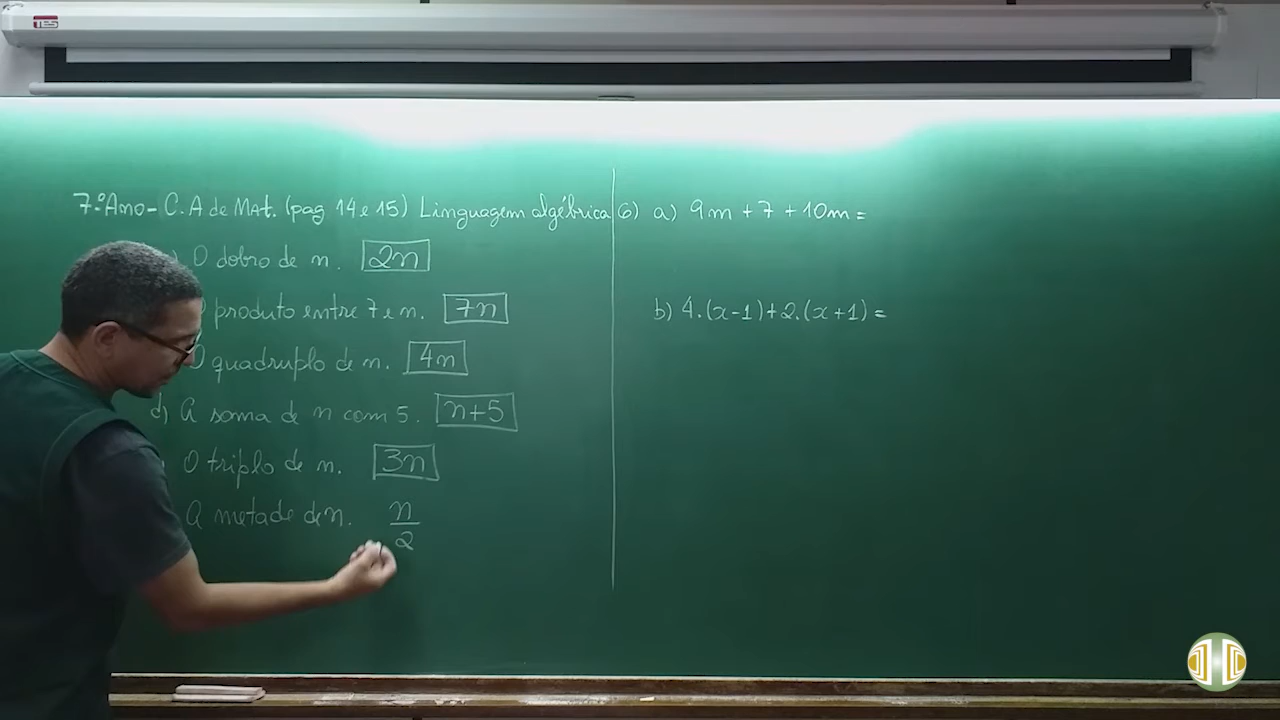 7.º Ano - C. A de Mat. (pag 14 e 15) Linguagem algébrica
) O dobro de n. 2n
produto entre 7 e n. 7n
O quadruplo de n. 4n
d) A soma de n com 5. n+5
O triplo de n. 3n
A metade de n. n/2
6) a) 9m + 7 + 10m =
b) 4.(x-1)+2.(x+1) =